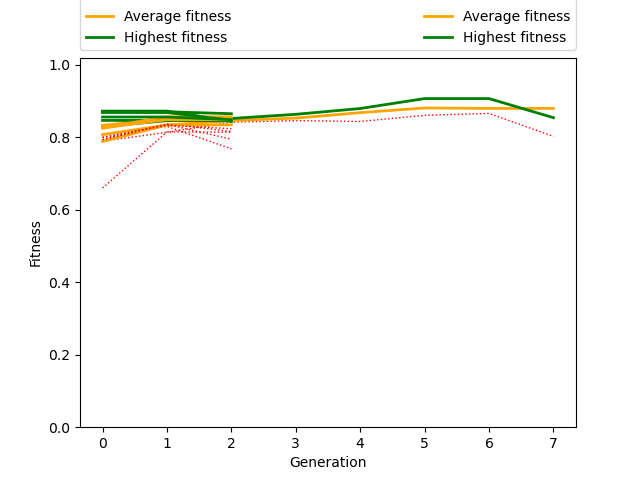 Average fitness Average fitness
Highest fitness Highest fitness
1.0
0.8
0.6
0.4
0.2
0.0
Fitness
0 1 2 3 4 5 6 7
Generation